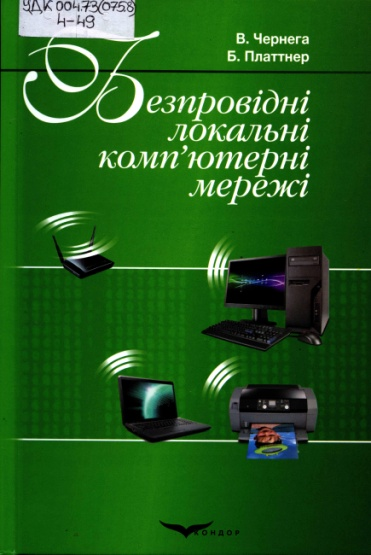 УДК 004.73(075.8)
Ч-49
В. Чернега
Б. Платтнер
Безпровідні
локальні
комп'ютерні
мережі
КОНДОР